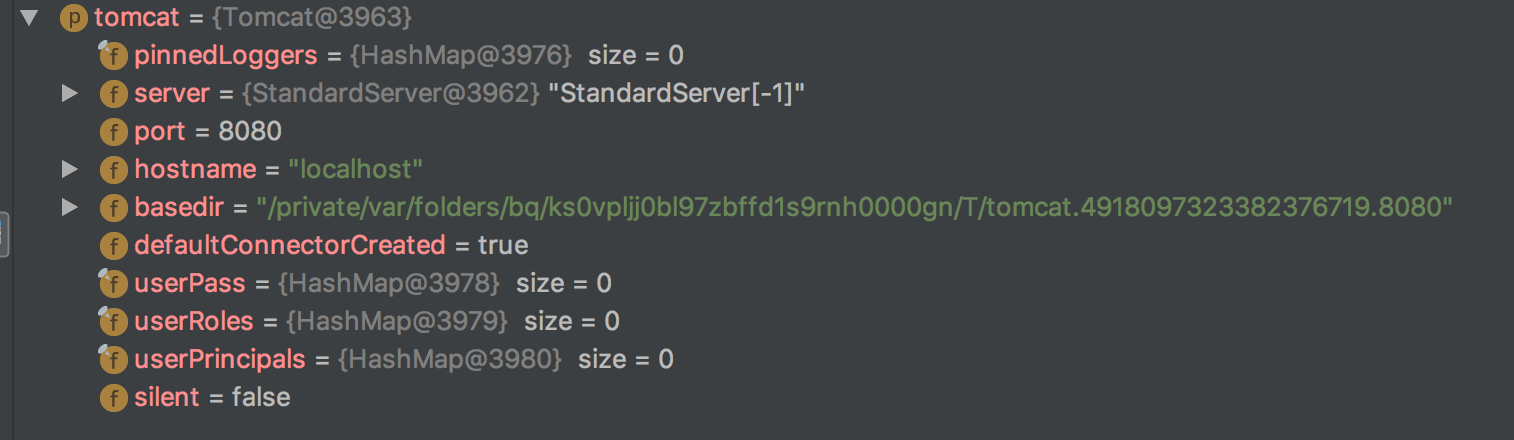 p tomcat = {Tomcat@3963}
f pinnedLoggers = {HashMap@3976} size = 0
f server = {StandardServer@3962} "StandardServer[-1]"
f port = 8080
f hostname = "localhost"
f basedir = "/private/var/folders/bq/ks0vpljj0bl97zbffd1s9rnh0000gn/T/tomcat.4918097323382376719.8080"
f defaultConnectorCreated = true
f userPass = {HashMap@3978} size = 0
f userRoles = {HashMap@3979} size = 0
f userPrincipals = {HashMap@3980} size = 0
f silent = false